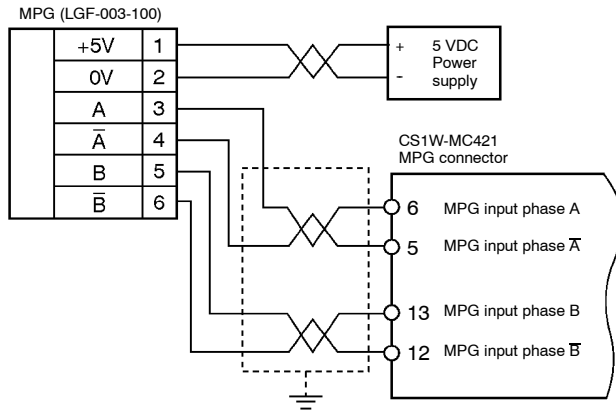 MPG (LGF-003-100)
+5V 1
0V 2
A 3
A̅ 4
B 5
B̅ 6
+ 5 VDC
Power
- supply
CS1W-MC421
MPG connector
6 MPG input phase A
5 MPG input phase A̅
13 MPG input phase B
12 MPG input phase B̅